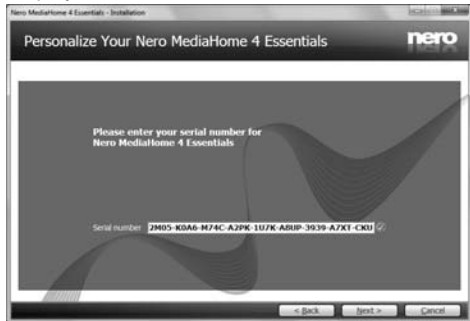 Nero MediaHome 4 Essentials - Installation
Personalize Your Nero MediaHome 4 Essentials
nero
Please enter your serial number for
Nero MediaHome 4 Essentials
Serial number 2M05-K0A6-M74C-A2PK-1U7K-A8UP-3939-A7XT-CKU
< Back Next > Cancel